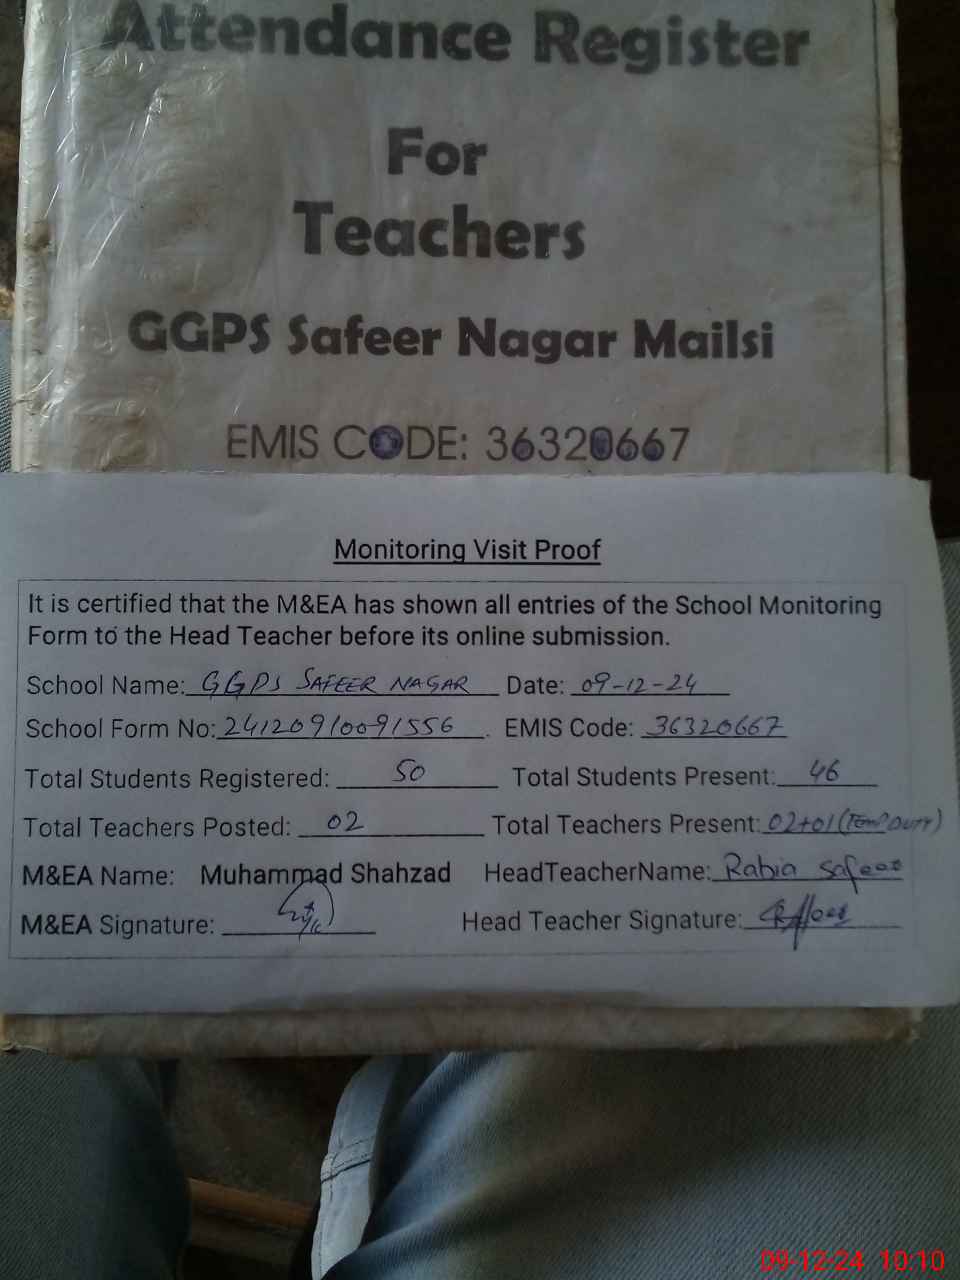 Attendance Register
For
Teachers
GGPS Safeer Nagar Mailsi
EMIS CODE: 36320667
Monitoring Visit Proof
It is certified that the M&EA has shown all entries of the School Monitoring
Form to the Head Teacher before its online submission.
School Name: GGPS SAFEER NAGAR Date: 09-12-24
School Form No: 24120910091556. EMIS Code: 36320667
Total Students Registered: 50 Total Students Present: 46
Total Teachers Posted: 02 Total Teachers Present: 02+01 (TEMP DUTY)
M&EA Name: Muhammad Shahzad HeadTeacherName: Rabia Safeer
M&EA Signature: Head Teacher Signature:
09-12-24 10:10